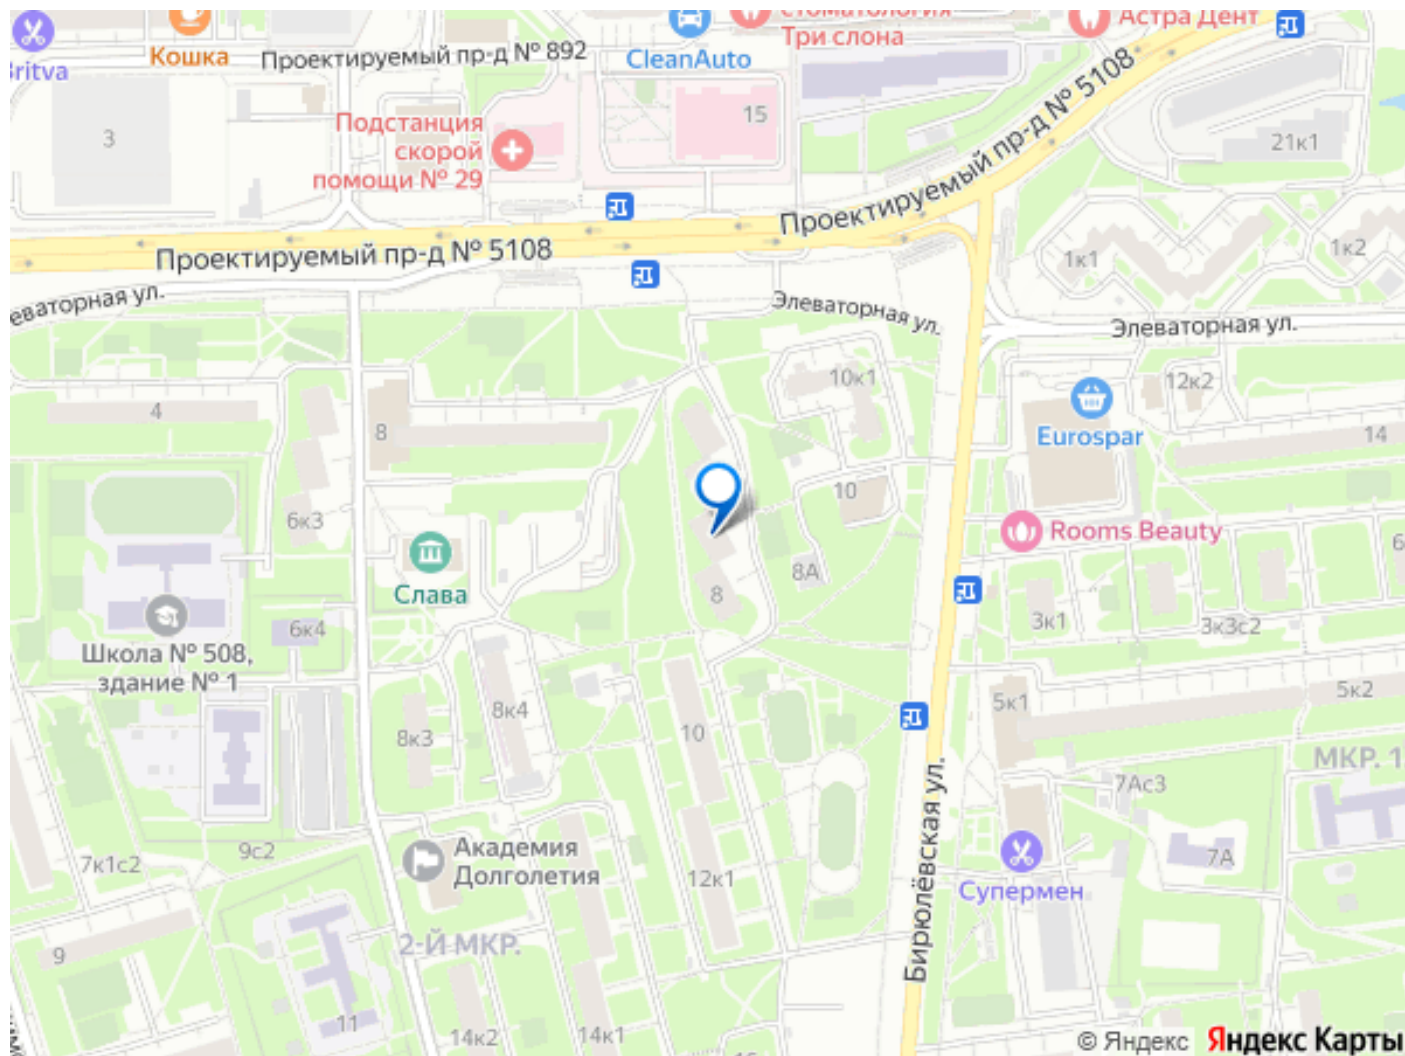 Britva
Кошка
Проектируемый пр-д № 892
CleanAuto
Стоматология
Три слона
Астра Дент
3
Подстанция
скорой
помощи № 29
15
21к1
Проектируемый пр-д № 5108
Проектируемый пр-д № 5108
1к1
1к2
еваторная ул.
Элеваторная ул.
Элеваторная ул.
4
8
10к1
12к2
Eurospar
14
6к3
10
Rooms Beauty
6
Слава
8А
8
3к1
3к3с2
6к4
Школа № 508,
здание № 1
8к4
8к3
10
5к1
5к2
МКР. 1
7Ас3
7к1с2
9с2
Академия
Долголетия
12к1
7А
Супермен
Бирюлёвская ул.
9
2-Й МКР.
11
14к2
14к1
© Яндекс Яндекс Карты